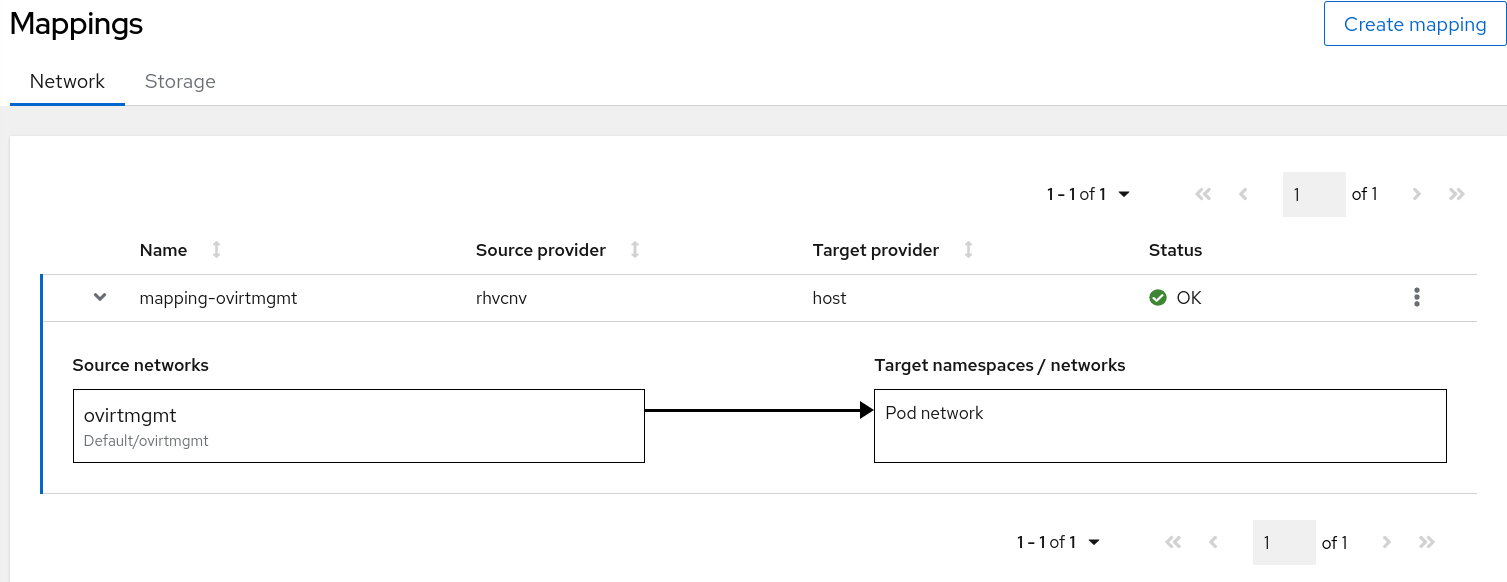 Mappings
Create mapping
Network Storage
1 - 1 of 1 1 of 1
Name Source provider Target provider Status
mapping-ovirtmgmt rhvcnv host OK
Source networks Target namespaces / networks
ovirtmgmt Pod network
Default/ovirtmgmt
1 - 1 of 1 1 of 1